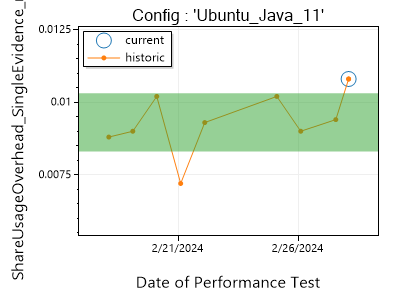 Config : 'Ubuntu_Java_11'
current
historic
0.0125
0.01
0.0075
ShareUsageOverhead_SingleEvidence_
2/21/2024
2/26/2024
Date of Performance Test